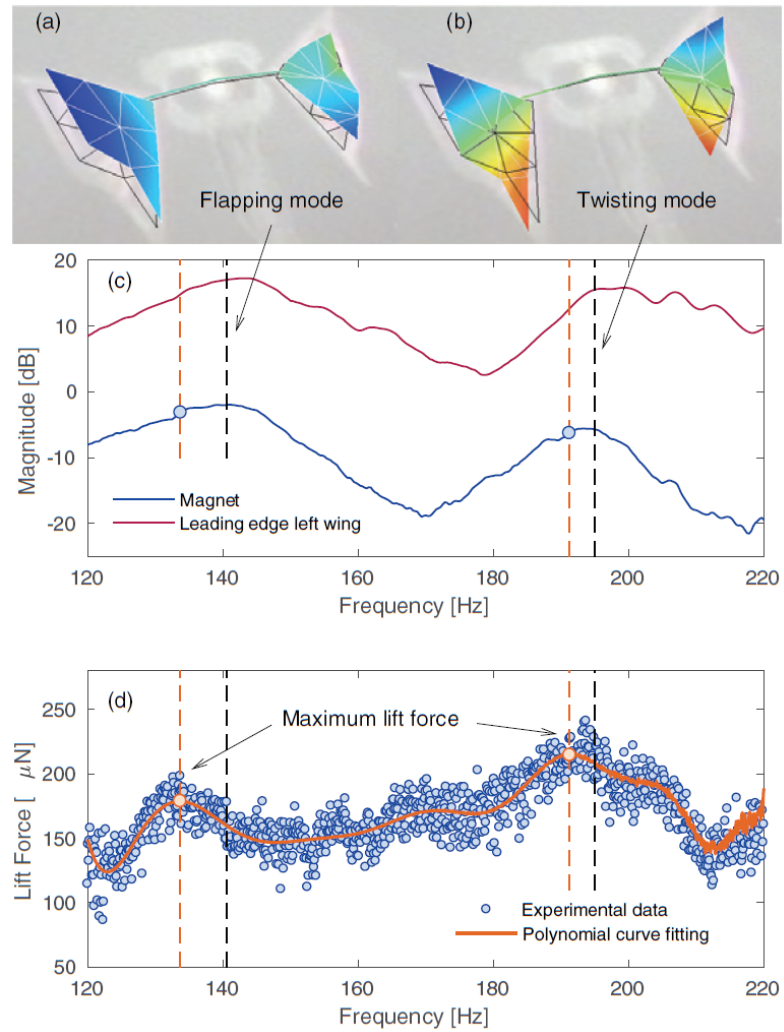 (a)
(b)
Flapping mode
Twisting mode
(c)
20
10
0
-10
-20
Magnitude [dB]
Magnet
Leading edge left wing
120
140
160
180
200
220
Frequency [Hz]
(d)
Maximum lift force
250
200
150
100
50
Lift Force [ μN]
Experimental data
Polynomial curve fitting
120
140
160
180
200
220
Frequency [Hz]